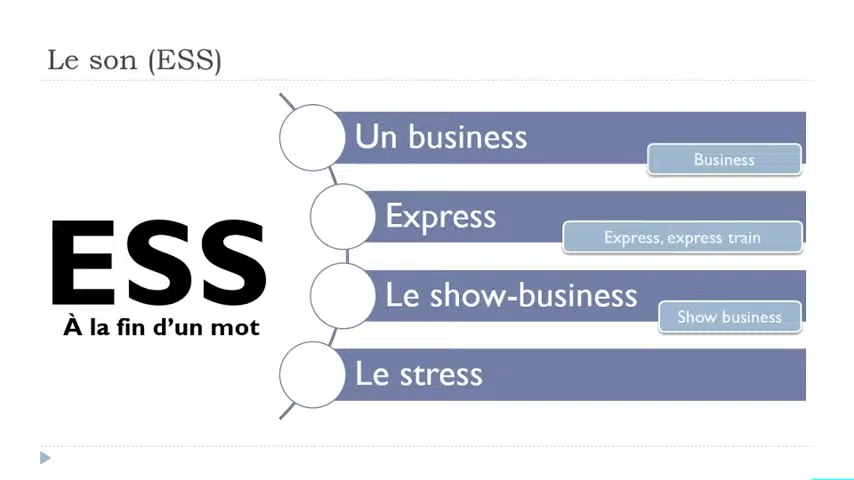 Le son (ESS)
Un business
Business
Express
Express, express train
ESS
À la fin d'un mot
Le show-business
Show business
Le stress